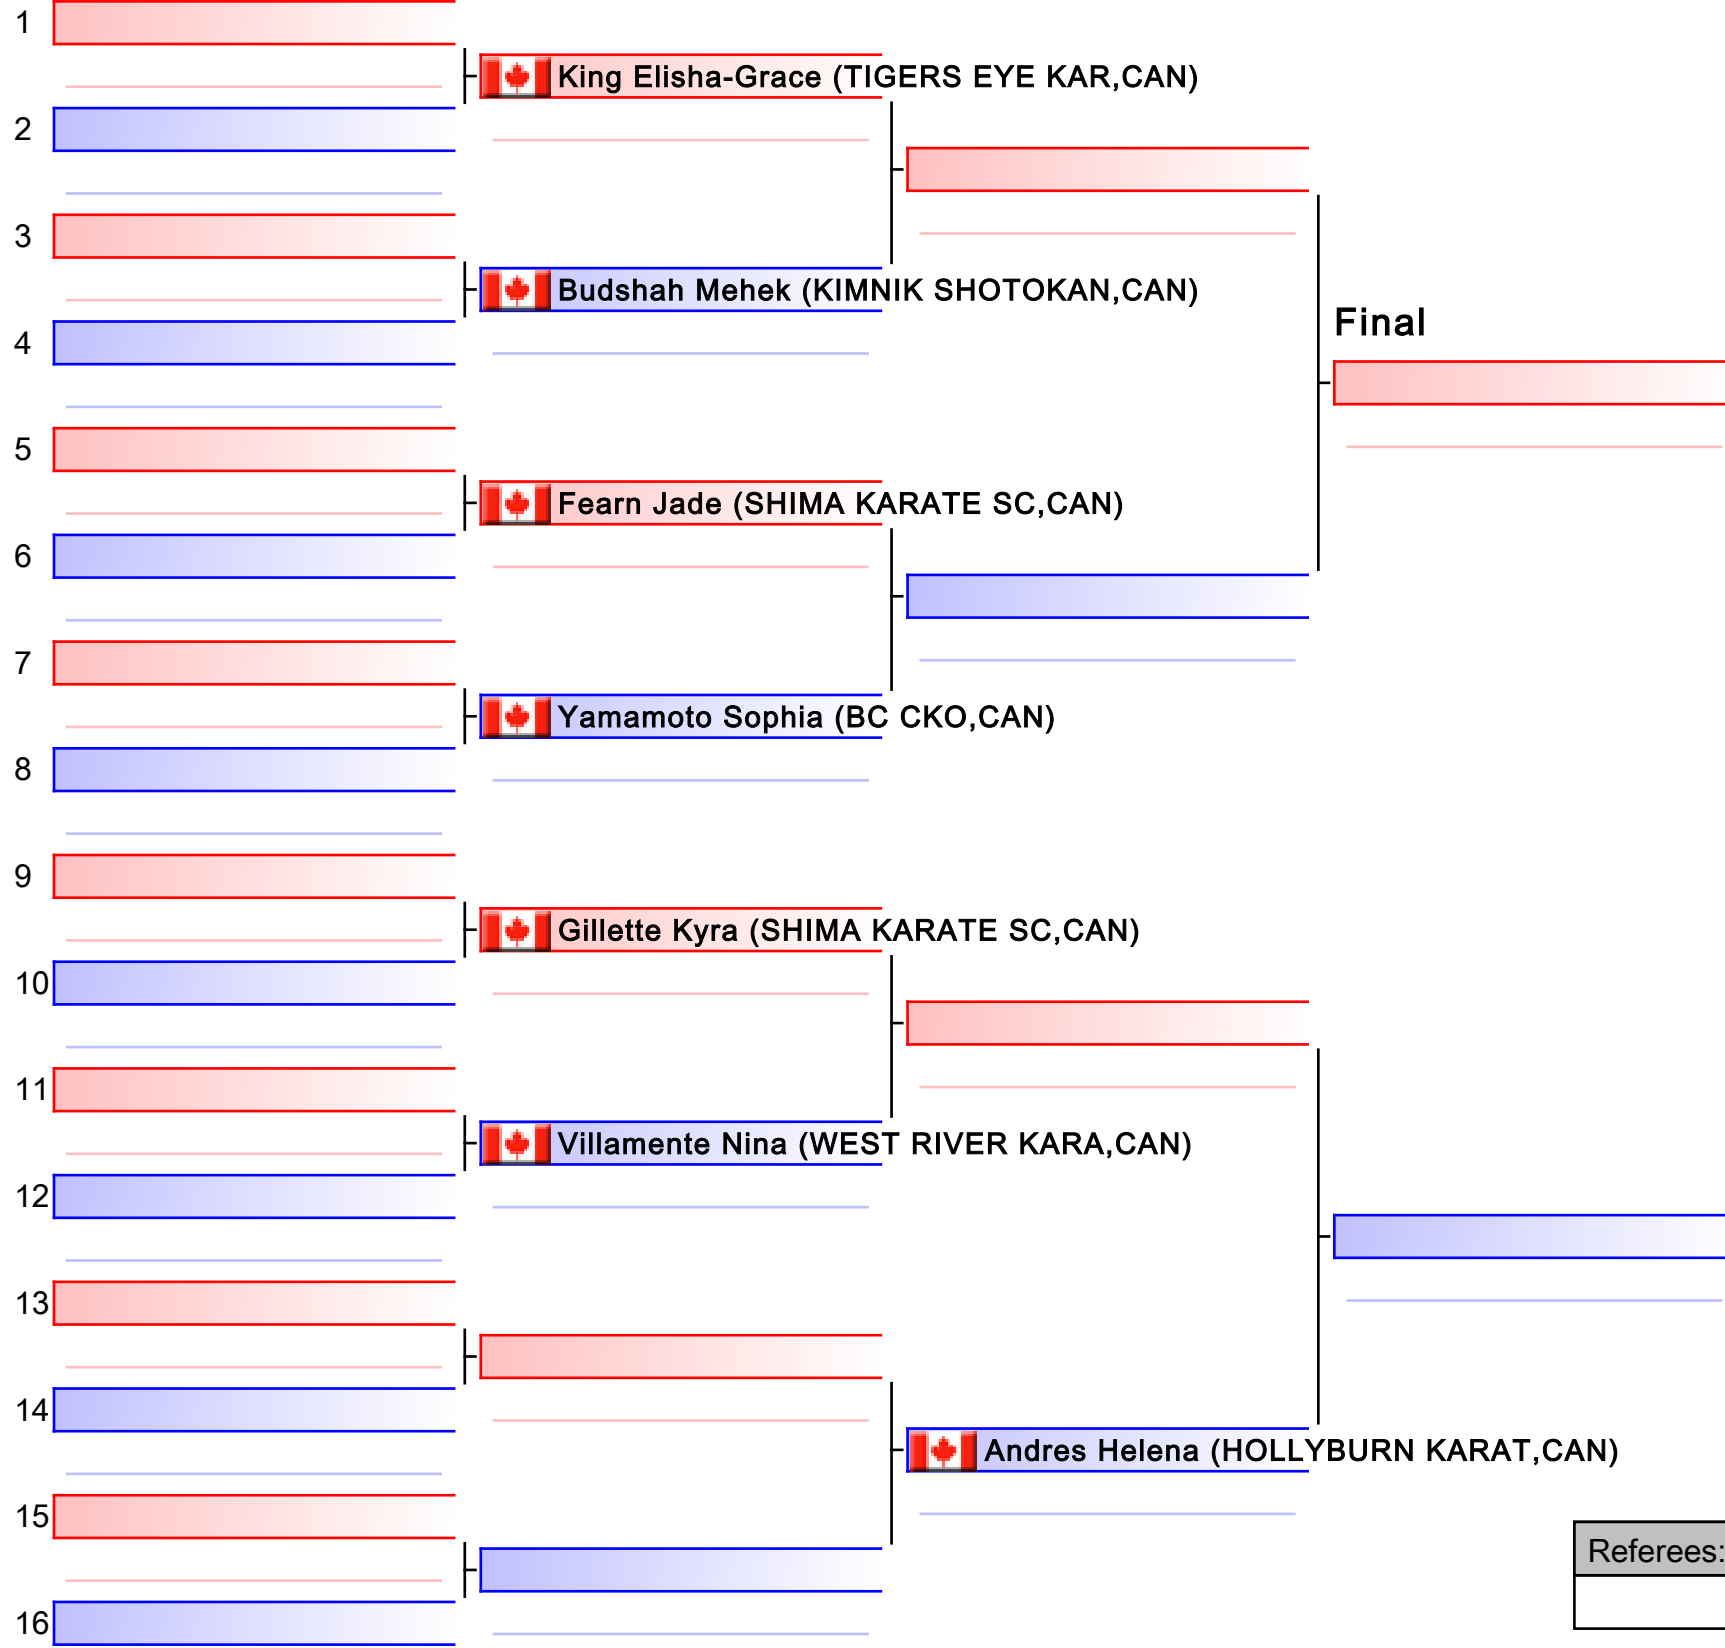 1
King Elisha-Grace (TIGERS EYE KAR,CAN)
2
3
Budshah Mehek (KIMNIK SHOTOKAN,CAN)
Final
4
5
Fearn Jade (SHIMA KARATE SC,CAN)
6
7
Yamamoto Sophia (BC CKO,CAN)
8
9
Gillette Kyra (SHIMA KARATE SC,CAN)
10
11
Villamente Nina (WEST RIVER KARA,CAN)
12
13
14
Andres Helena (HOLLYBURN KARAT,CAN)
15
Referees:
16